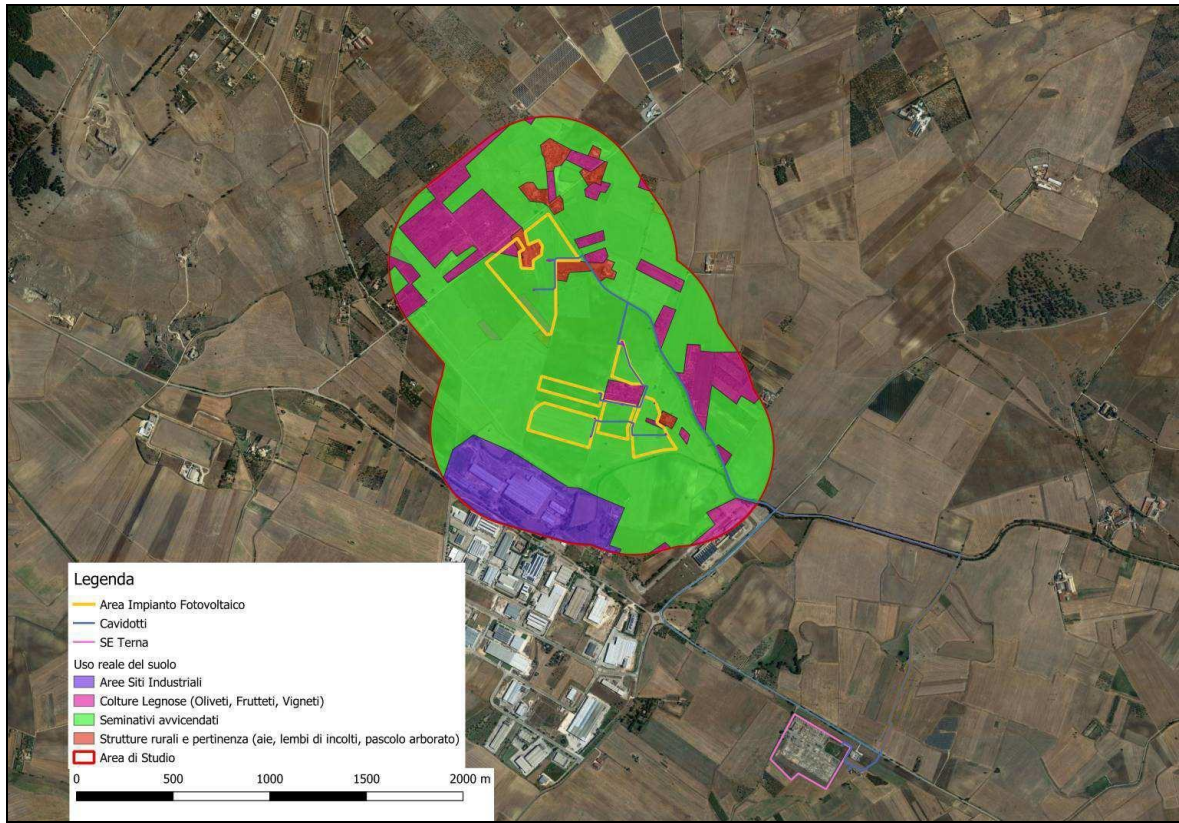 Legenda
Area Impianto Fotovoltaico
Cavidotti
SE Terna
Uso reale del suolo
Aree Siti Industriali
Colture Legnose (Oliveti, Frutteti, Vigneti)
Seminativi avvicendati
Strutture rurali e pertinenza (aie, lembi di incolti, pascolo arborato)
Area di Studio
0 500 1000 1500 2000 m